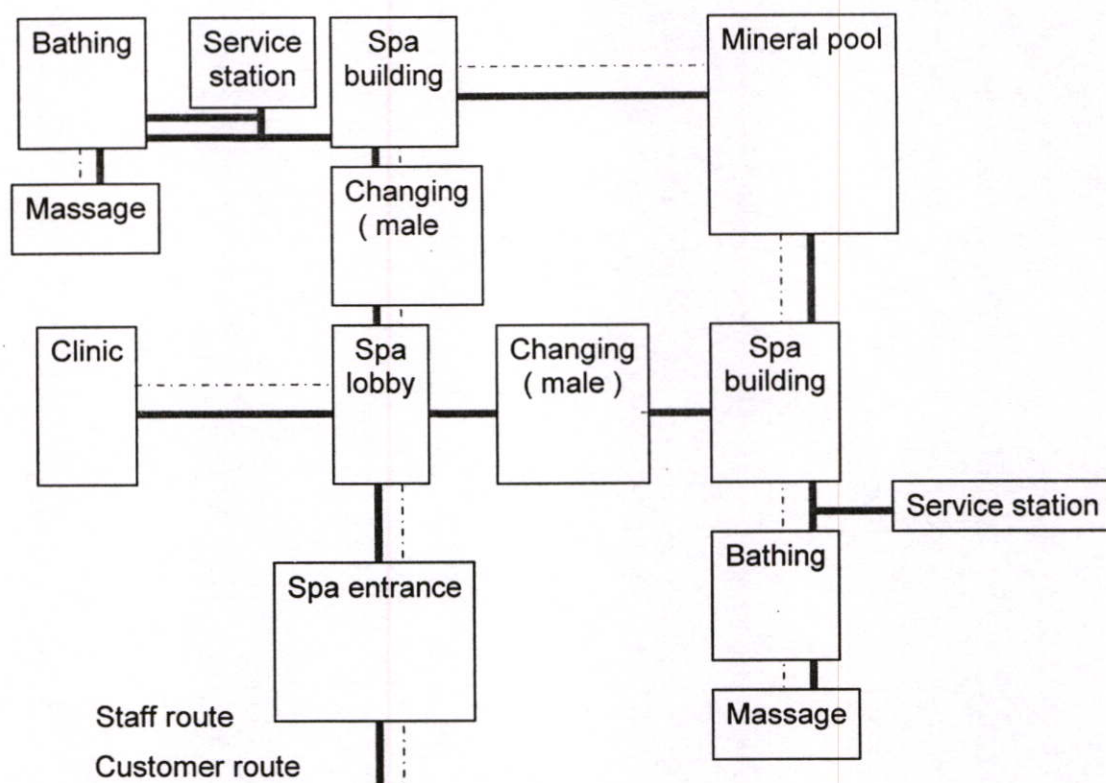 Bathing
Service
station
Spa
building
Mineral pool
Massage
Changing
( male
Clinic
Spa
lobby
Changing
( male )
Spa
building
Service station
Bathing
Spa entrance
Massage
Staff route
Customer route